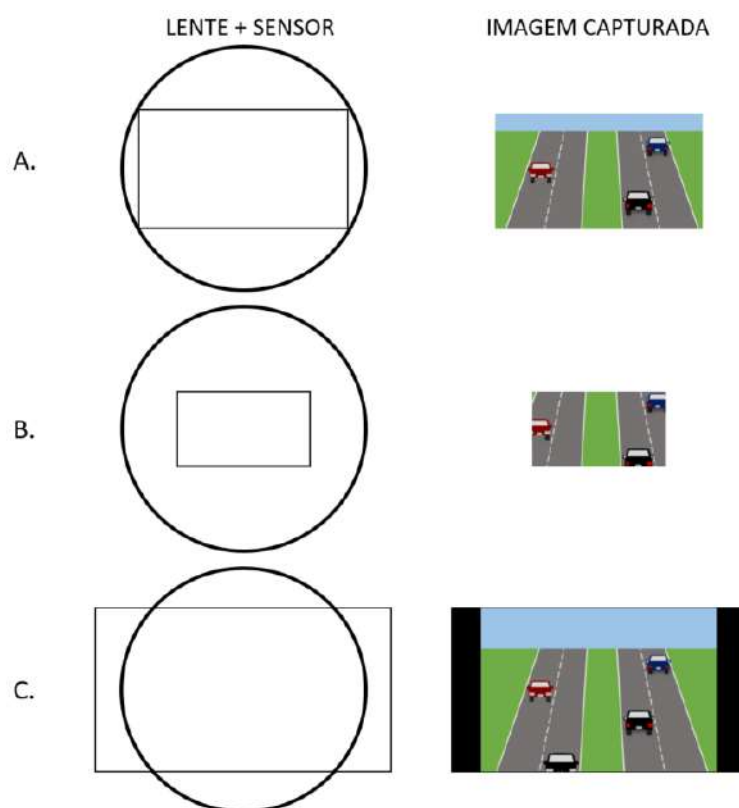 LENTE + SENSOR
IMAGEM CAPTURADA
A.
B.
C.